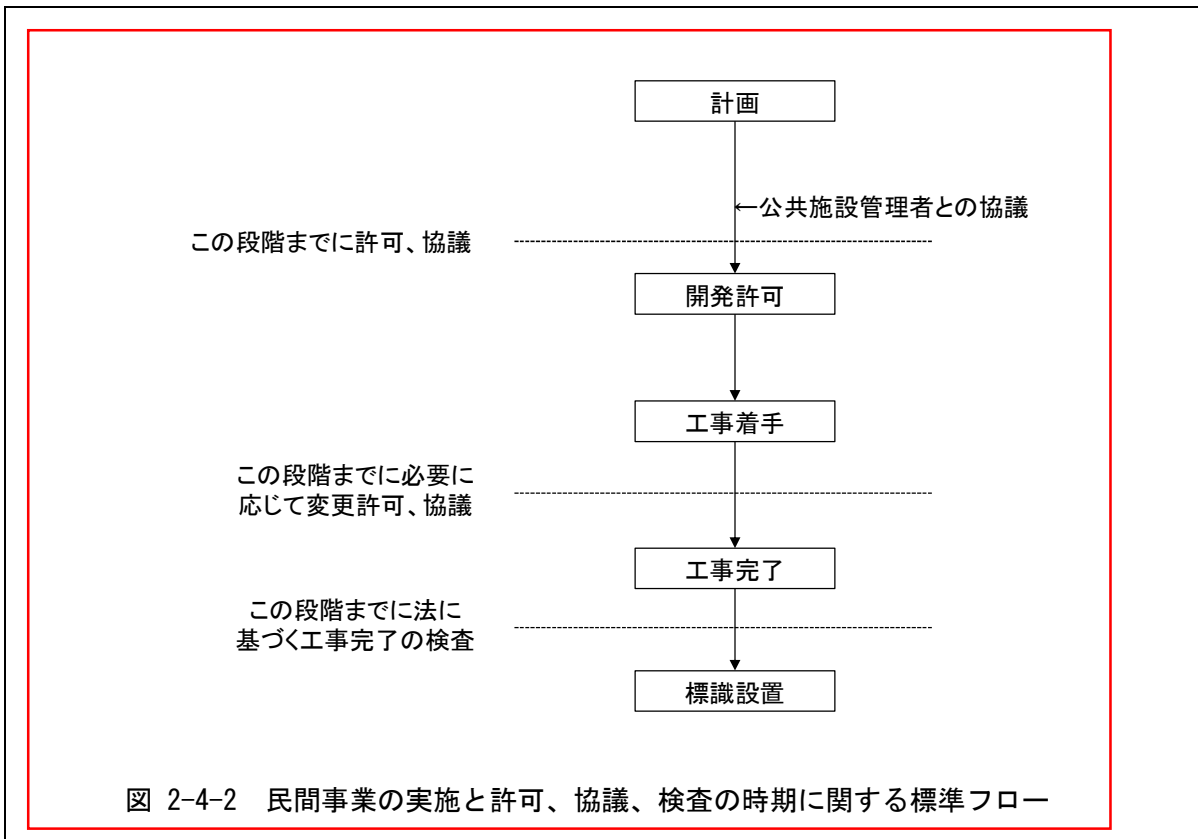 計画
←公共施設管理者との協議
この段階までに許可、協議
開発許可
工事着手
この段階までに必要に
応じて変更許可、協議
工事完了
この段階までに法に
基づく工事完了の検査
標識設置
図 2-4-2　民間事業の実施と許可、協議、検査の時期に関する標準フロー